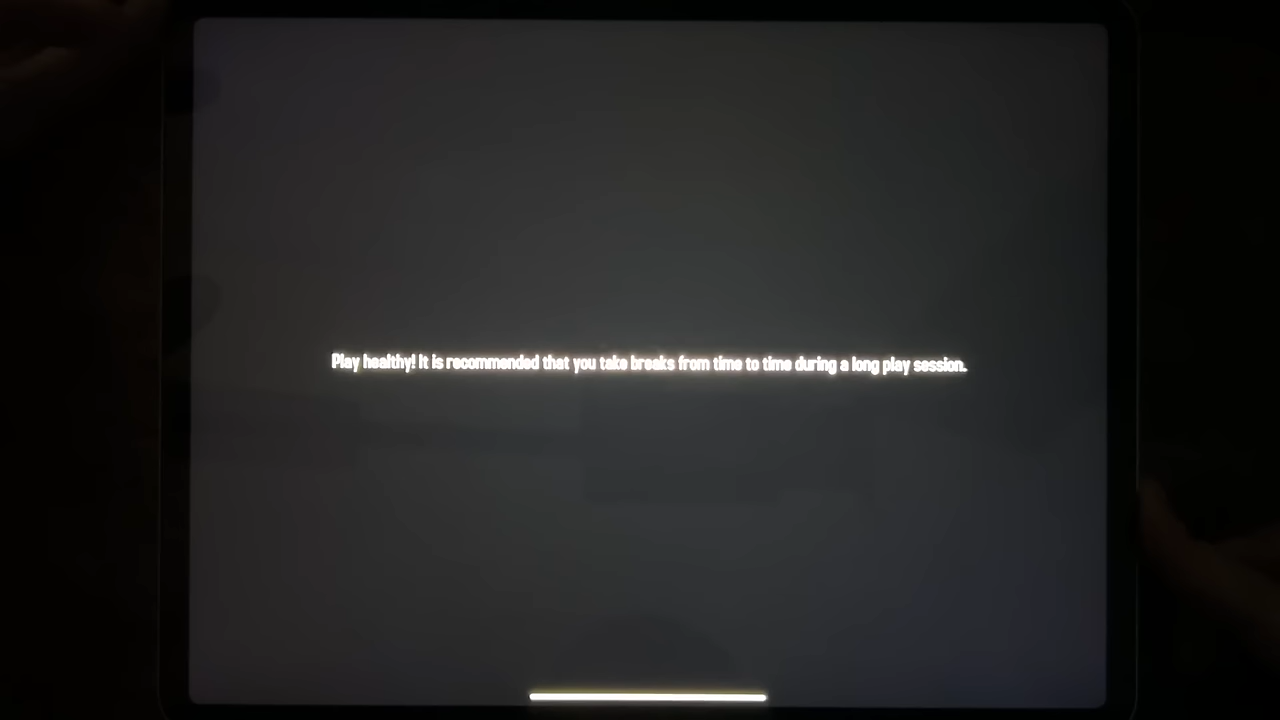 Play healthy! It is recommended that you take breaks from time to time during a long play session.